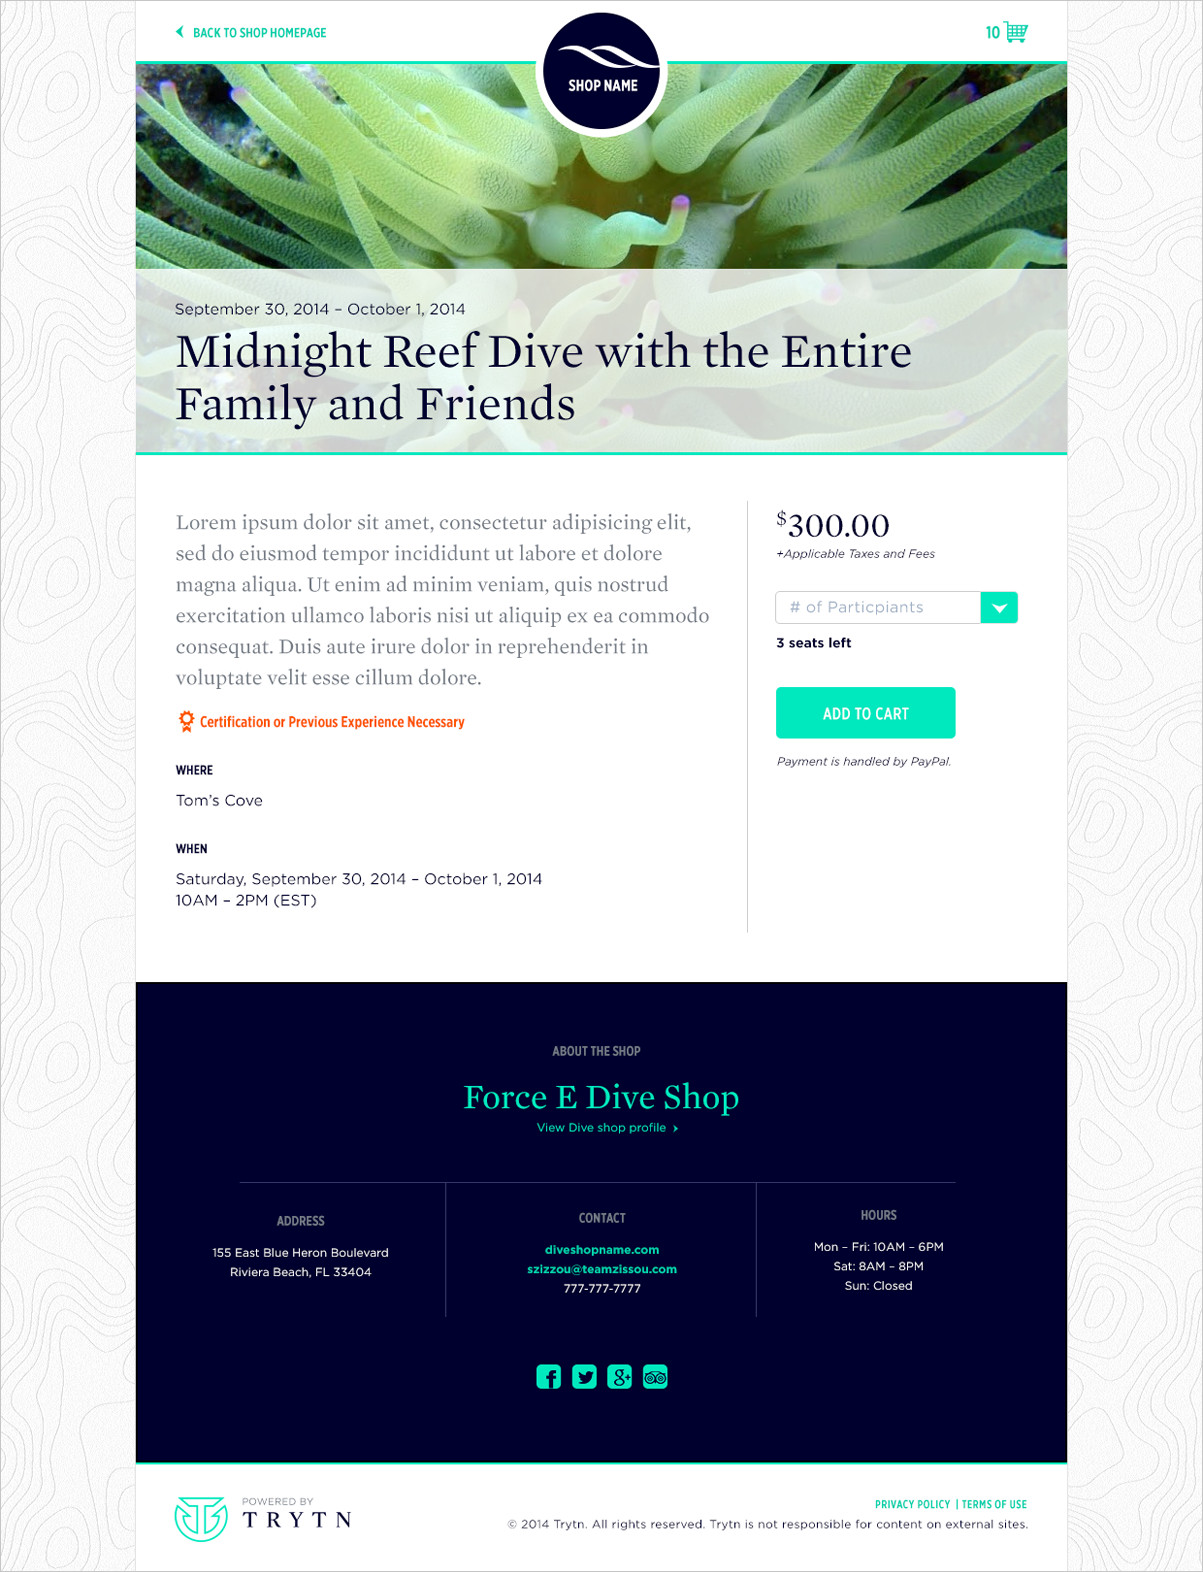 BACK TO SHOP HOMEPAGE
10
SHOP NAME
September 30, 2014 – October 1, 2014
Midnight Reef Dive with the Entire
Family and Friends
Lorem ipsum dolor sit amet, consectetur adipisicing elit,
sed do eiusmod tempor incididunt ut labore et dolore
magna aliqua. Ut enim ad minim veniam, quis nostrud
exercitation ullamco laboris nisi ut aliquip ex ea commodo
consequat. Duis aute irure dolor in reprehenderit in
voluptate velit esse cillum dolore.
Certification or Previous Experience Necessary
WHERE
Tom's Cove
WHEN
Saturday, September 30, 2014 – October 1, 2014
10AM – 2PM (EST)
$300.00
+Applicable Taxes and Fees
# of Particpiants
3 seats left
ADD TO CART
Payment is handled by PayPal.
ABOUT THE SHOP
Force E Dive Shop
View Dive shop profile
ADDRESS
155 East Blue Heron Boulevard
Riviera Beach, FL 33404
CONTACT
diveshopname.com
szizzou@teamzissou.com
777-777-7777
HOURS
Mon – Fri: 10AM – 6PM
Sat: 8AM – 8PM
Sun: Closed
POWERED BY
TRYTN
PRIVACY POLICY | TERMS OF USE
© 2014 Trytn. All rights reserved. Trytn is not responsible for content on external sites.